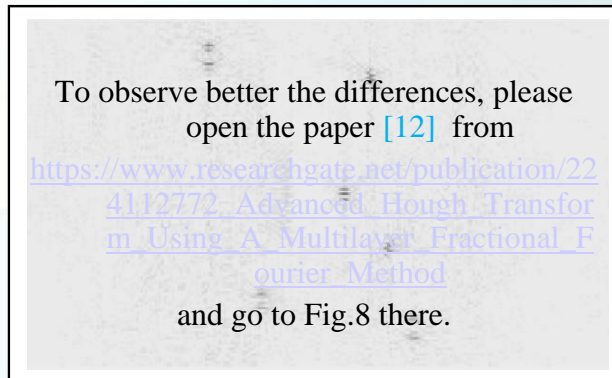 To observe better the differences, please
open the paper [12] from
https://www.researchgate.net/publication/22
4112772_Advanced_Hough_Transfor
m_Using_A_Multilayer_Fractional_F
ourier_Method
and go to Fig.8 there.